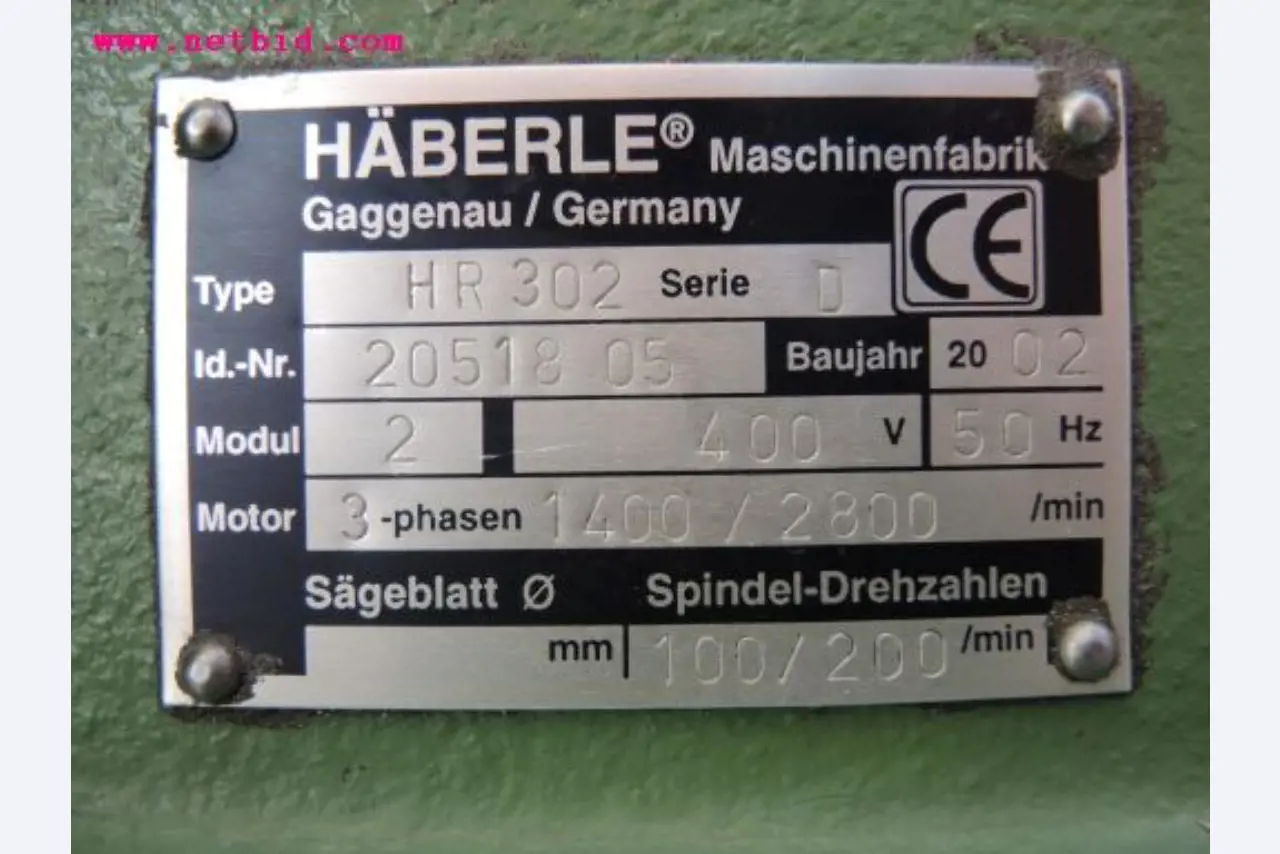 www.netbid.com
HÄBERLE® Maschinenfabrik
Gaggenau / Germany
CE
Type HR 302 Serie D
Id.-Nr. 20518 05 Baujahr 20 02
Modul 2 400 V 50 Hz
Motor 3-phasen 1400/2800 /min
Sägeblatt Ø Spindel-Drehzahlen
mm 100/200 /min